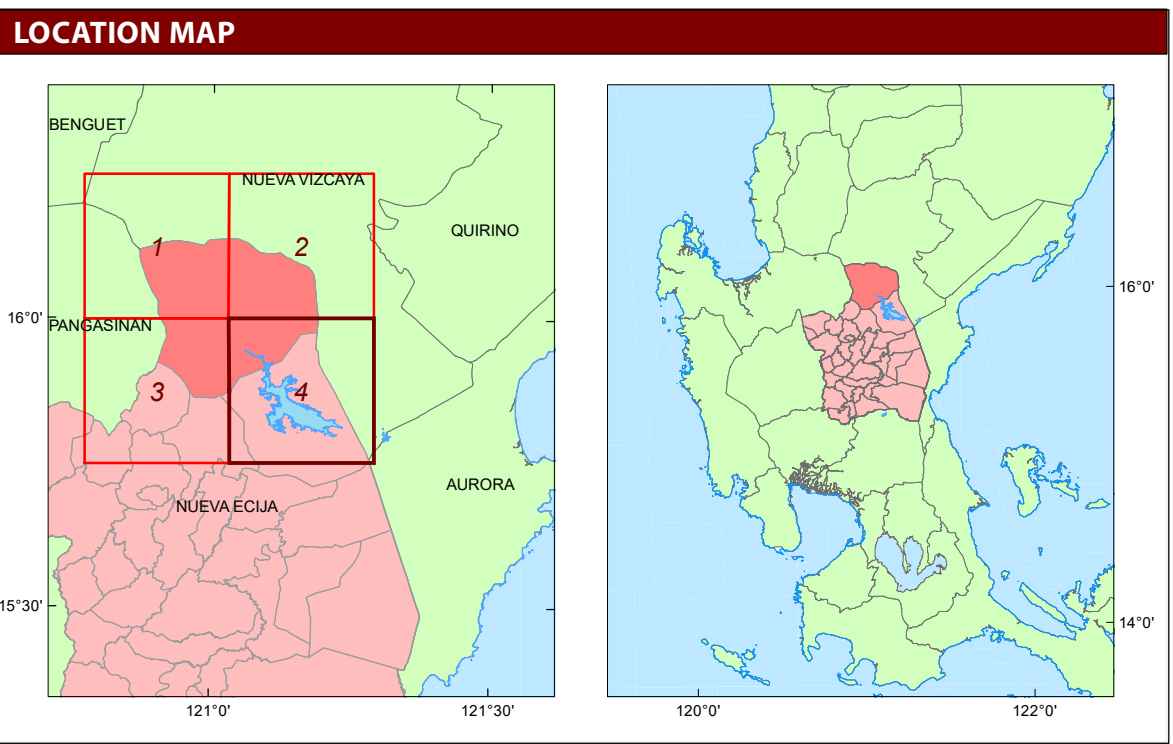 LOCATION MAP
BENGUET
NUEVA VIZCAYA
QUIRINO
1
2
16°0'
PANGASINAN
3
4
AURORA
NUEVA ECIJA
15°30'
121°0'
121°30'
16°0'
14°0'
120°0'
122°0'